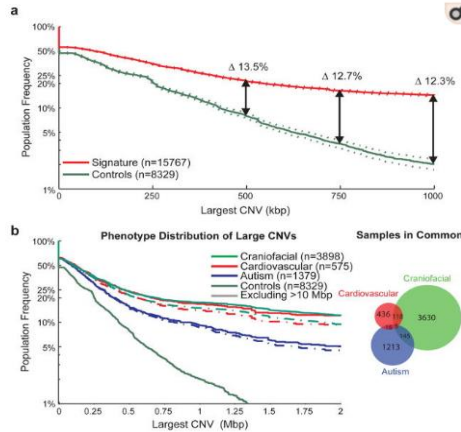 a
d
100%
50%
25%
20%
10%
5%
1%
Population Frequency
Δ 13.5%
Δ 12.7%
Δ 12.3%
Signature (n=15767)
Controls (n=8329)
0
250
500
750
1000
Largest CNV (kbp)
b
Phenotype Distribution of Large CNVs
Samples in Common
100%
50%
25%
20%
10%
5%
1%
Population Frequency
Craniofacial (n=3898)
Cardiovascular (n=575)
Autism (n=1379)
Controls (n=8329)
Excluding >10 Mbp
0
0.25
0.5
0.75
1
1.25
1.5
1.75
2
Largest CNV (Mbp)
Craniofacial
Cardiovascular
436
3630
1213
Autism